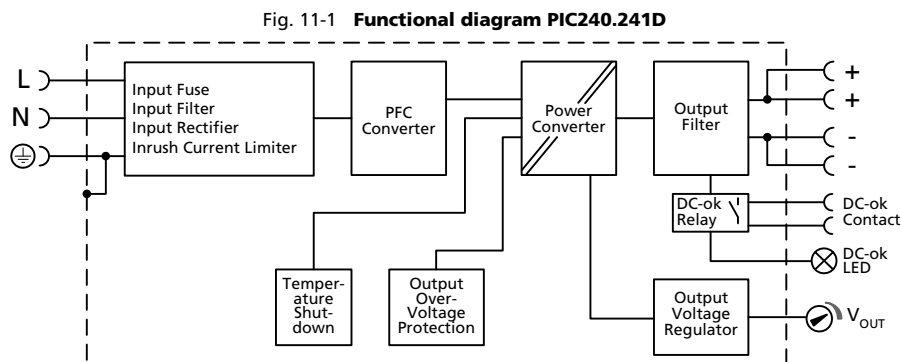 Fig. 11-1 Functional diagram PIC240.241D
L
N
Input Fuse
Input Filter
Input Rectifier
Inrush Current Limiter
PFC
Converter
Power
Converter
Output
Filter
+
+
-
-
DC-ok
Relay
DC-ok
Contact
DC-ok
LED
Temper-
ature
Shut-
down
Output
Over-
Voltage
Protection
Output
Voltage
Regulator
VOUT